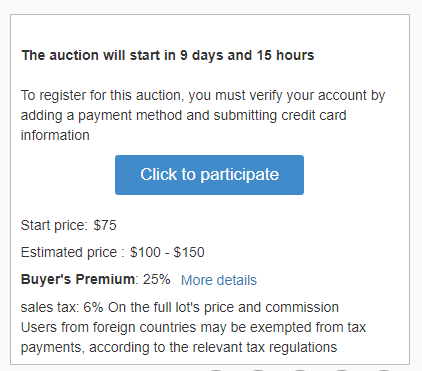 The auction will start in 9 days and 15 hours
To register for this auction, you must verify your account by
adding a payment method and submitting credit card
information
Click to participate
Start price: $75
Estimated price : $100 - $150
Buyer's Premium: 25% More details
sales tax: 6% On the full lot's price and commission
Users from foreign countries may be exempted from tax
payments, according to the relevant tax regulations